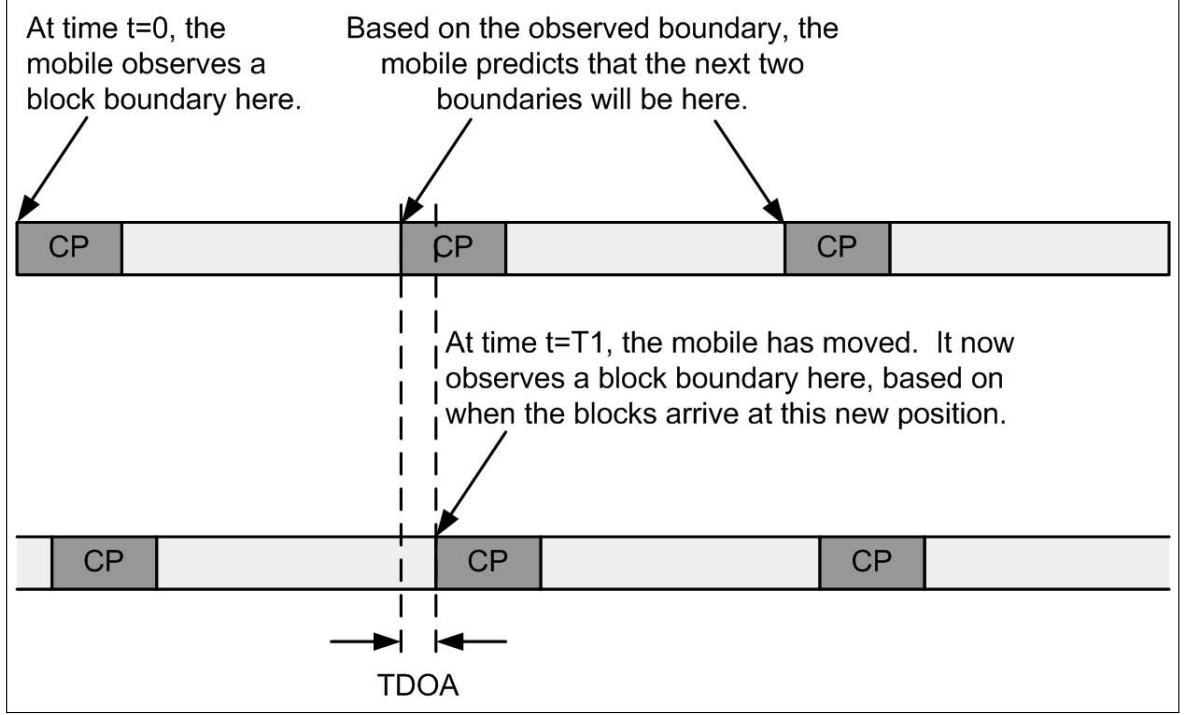 At time t=0, the
mobile observes a
block boundary here.
Based on the observed boundary, the
mobile predicts that the next two
boundaries will be here.
CP
CP
CP
At time t=T1, the mobile has moved.  It now
observes a block boundary here, based on
when the blocks arrive at this new position.
CP
CP
CP
TDOA